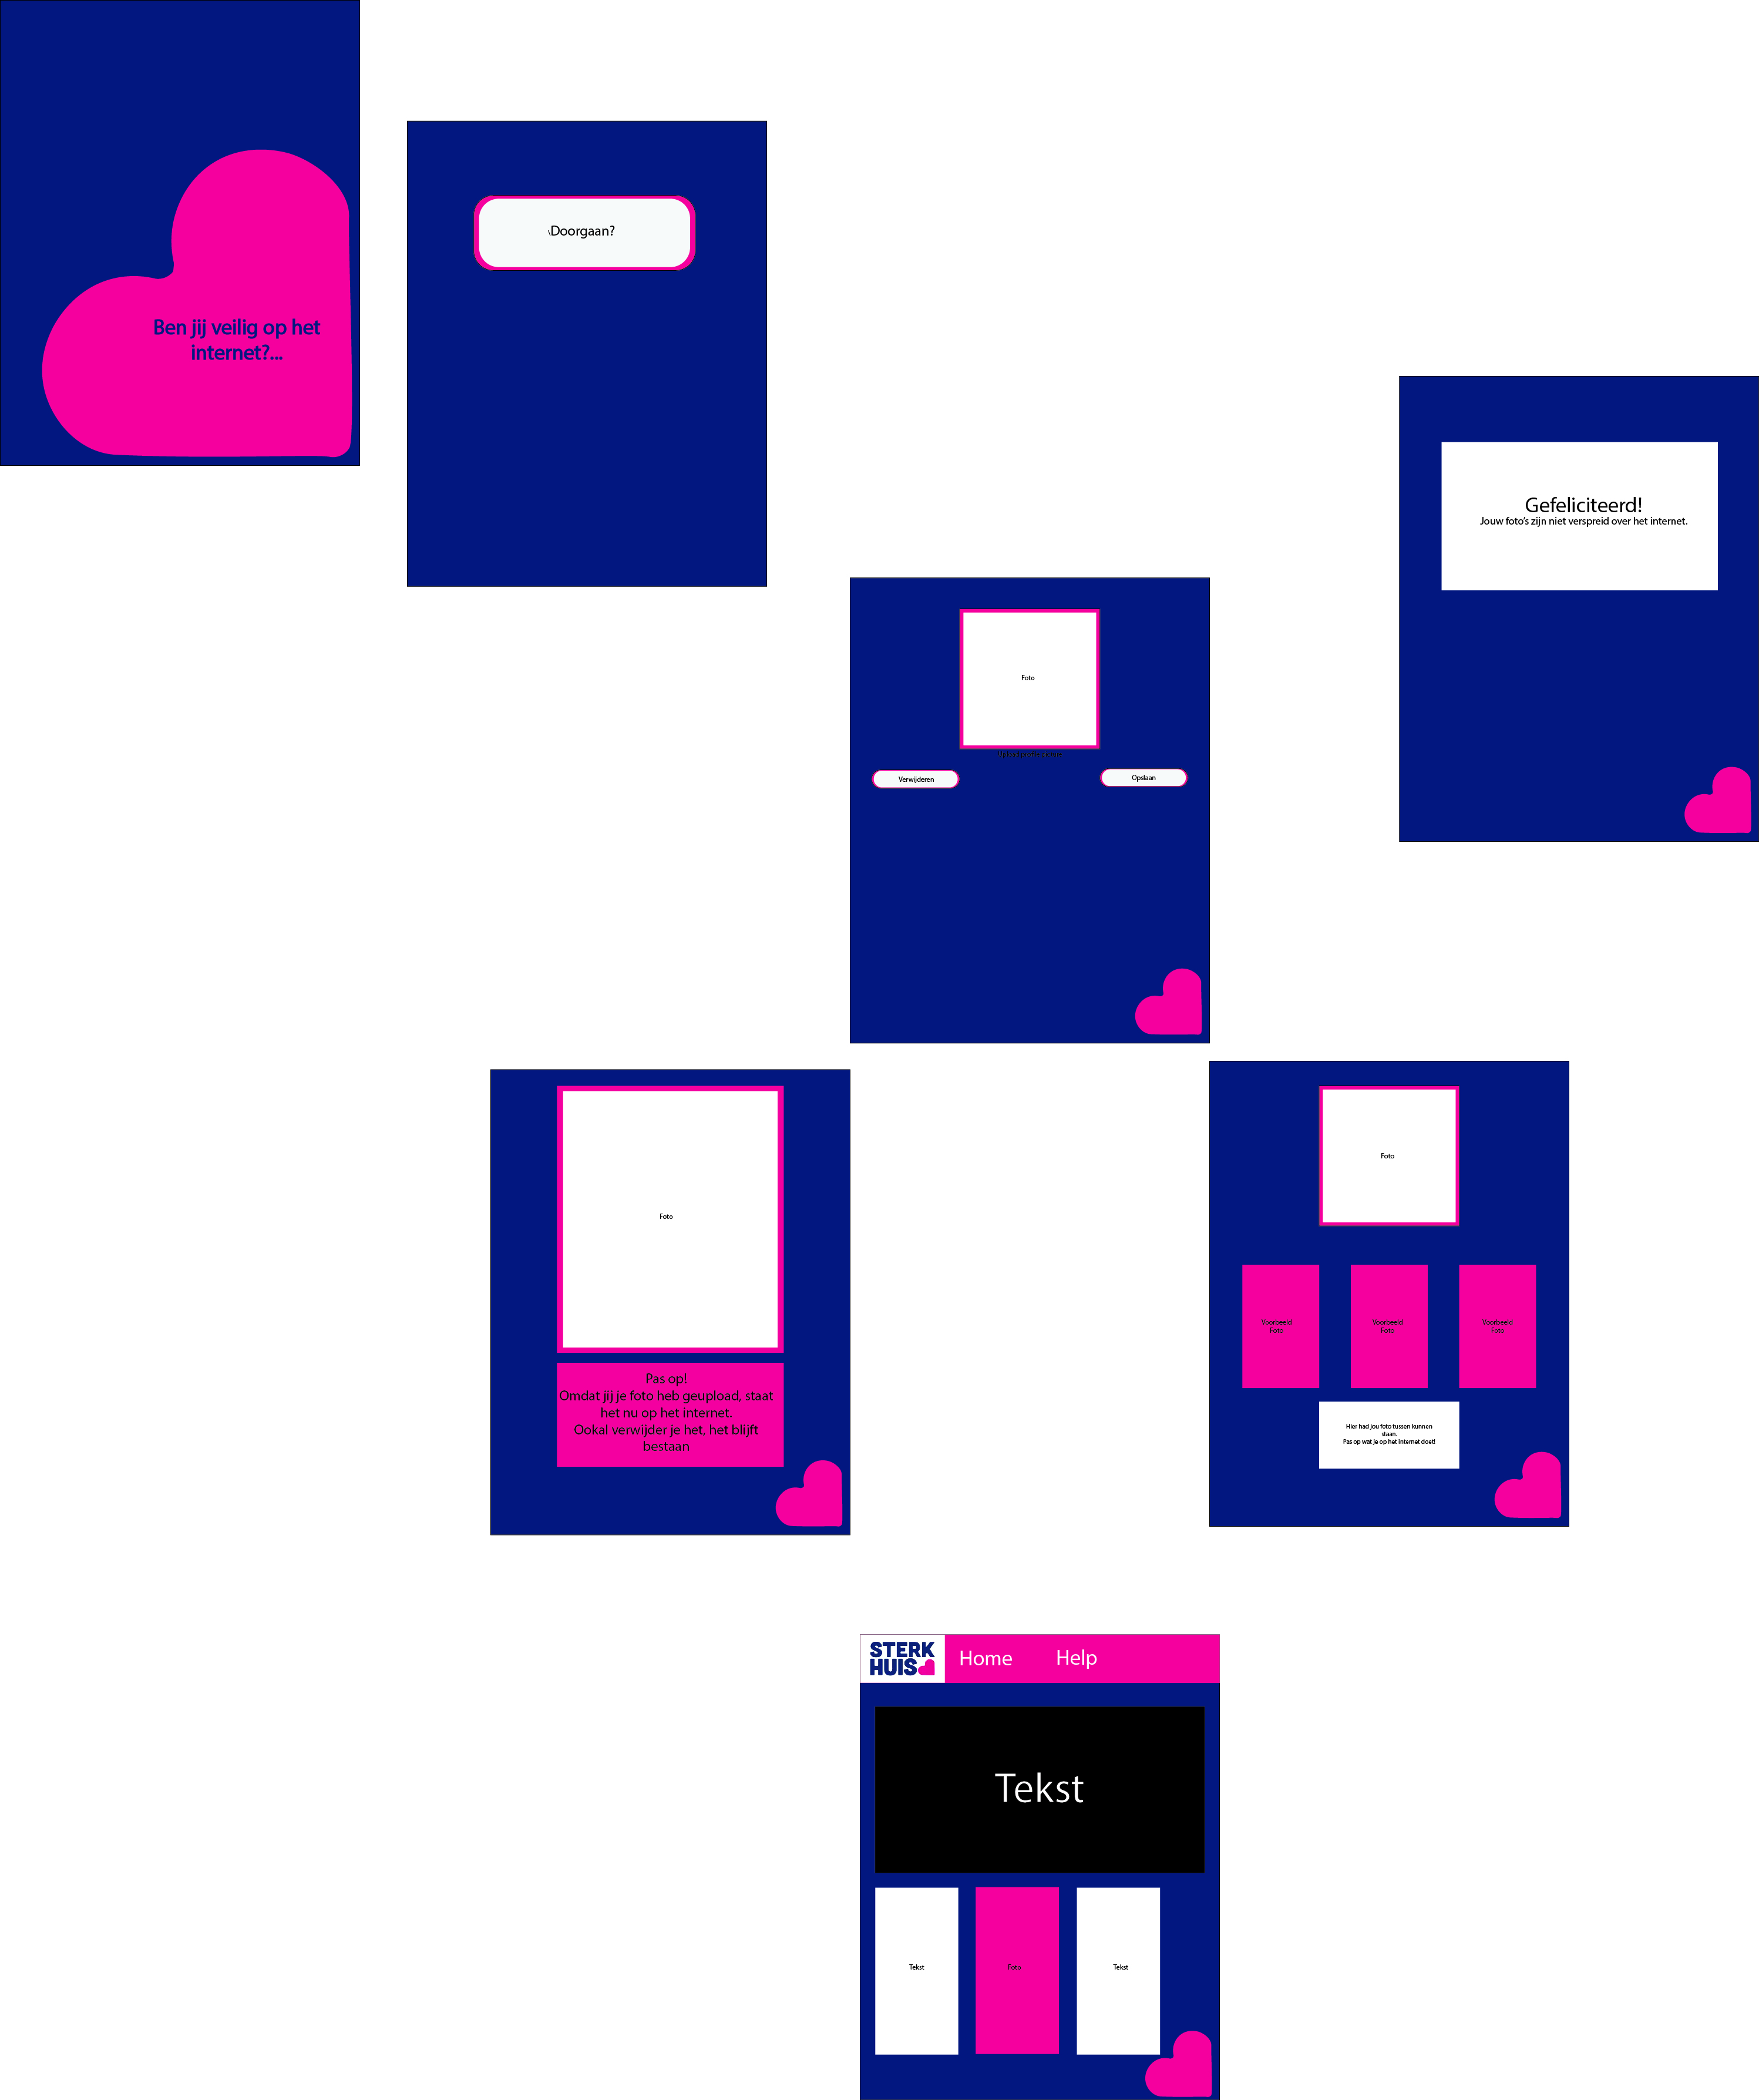 Ben jij veilig op het
internet?...
\Doorgaan?
Gefeliciteerd!
Jouw foto's zijn niet verspreid over het internet.
Foto
Verwijderen
Opslaan
Foto
Pas op!
Omdat jij je foto heb geupload, staat
het nu op het internet.
Ookal verwijder je het, het blijft
bestaan
Foto
Voorbeeld
Foto
Voorbeeld
Foto
Voorbeeld
Foto
Hier had jou foto tussen kunnen
staan.
Pas op wat je op het internet doet!
STERK
HUIS
Home
Help
Tekst
Tekst
Foto
Tekst